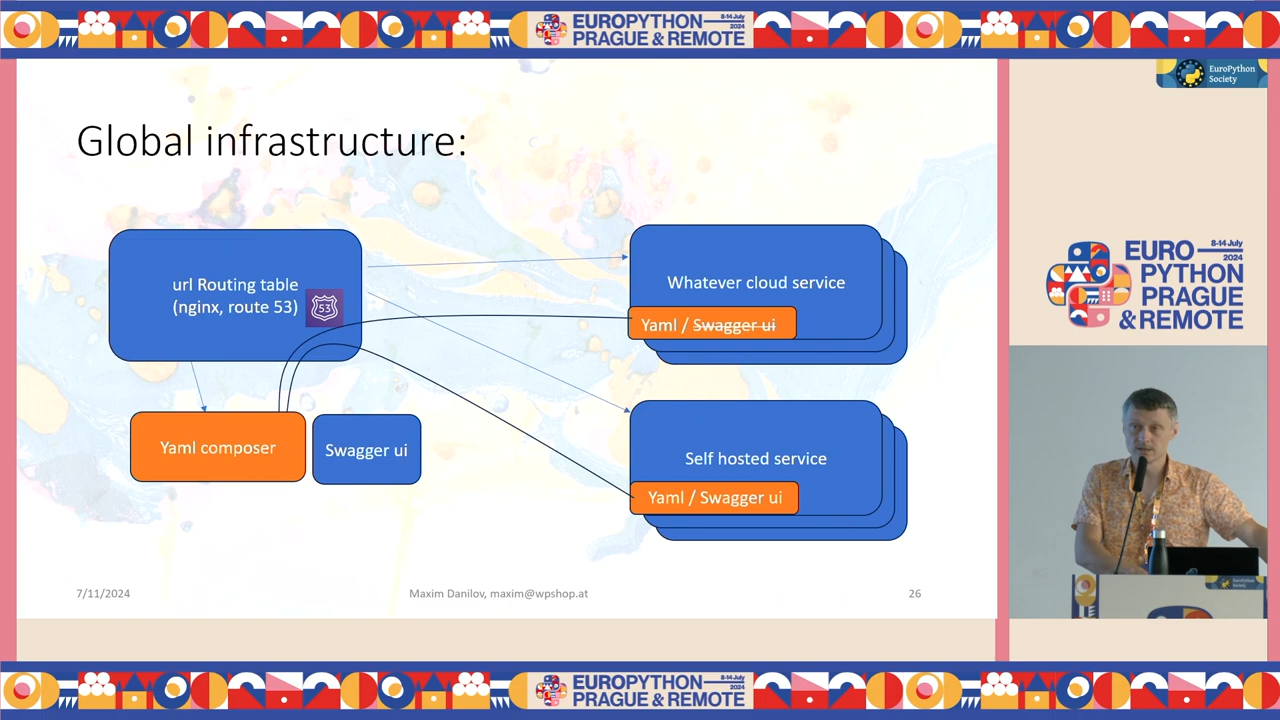 EUROPYTHON 8-14 July
PRAGUE & REMOTE 2024
EuroPython
Society
Global infrastructure:
url Routing table
(nginx, route 53)
53
Whatever cloud service
Yaml / Swagger ui
Yaml composer
Swagger ui
Self hosted service
Yaml / Swagger ui
7/11/2024
Maxim Danilov, maxim@wpshop.at
26
EURO 8-14 July
2024
PYTHON
PRAGUE
& REMOTE
EUROPYTHON 8-14 July
PRAGUE & REMOTE 2024